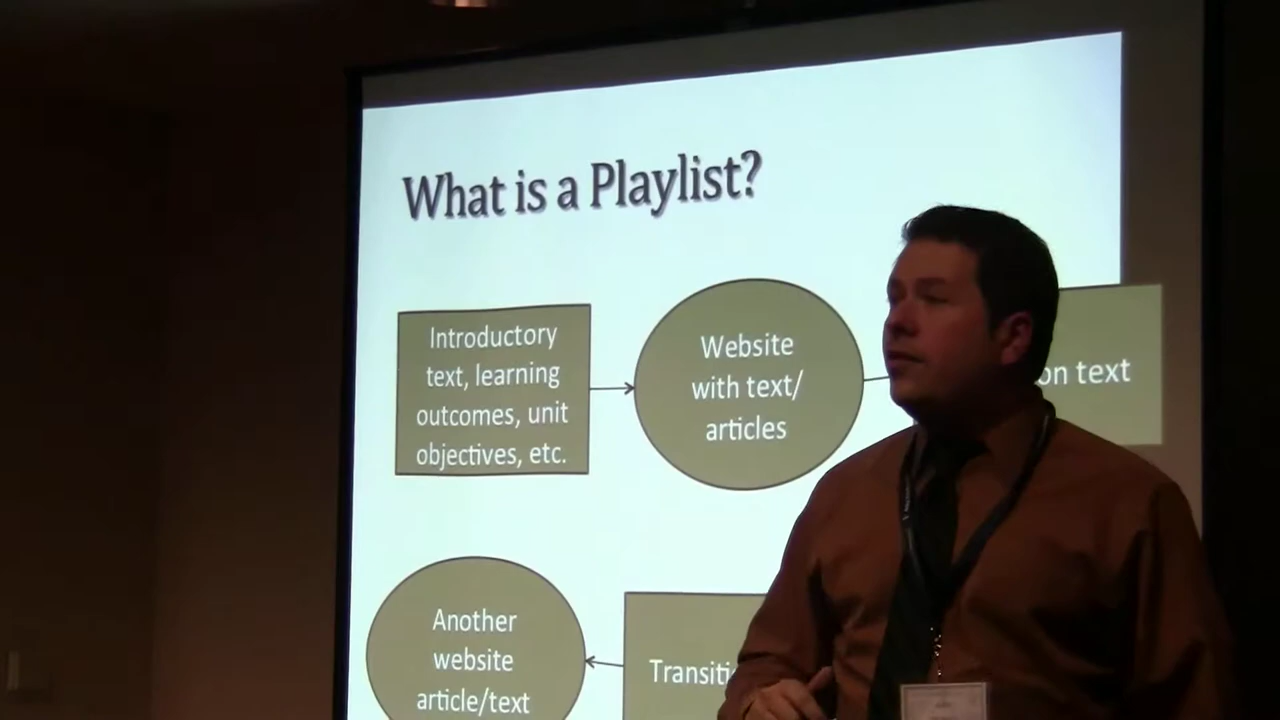 What is a Playlist?
Introductory
text, learning
outcomes, unit
objectives, etc.
Website
with text/
articles
on text
Another
website
article/text